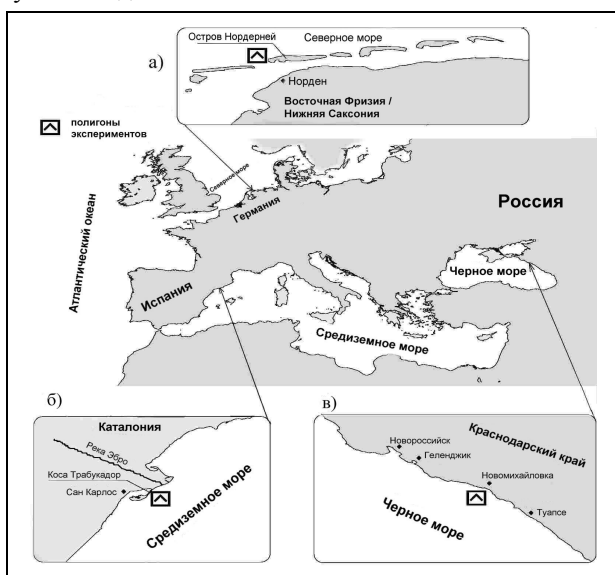 а)
Северное море
Остров Нордерней
Норден
Восточная Фризия /
Нижняя Саксония
полигоны
экспериментов
Атлантический океан
Северное море
Германия
Россия
Испания
Черное море
Средиземное море
б)
Каталония
Река Эбро
Коса Трабукадор
Сан Карлос
Средиземное море
в)
Краснодарский край
Новороссийск
Геленджик
Новомихайловка
Туапсе
Черное море